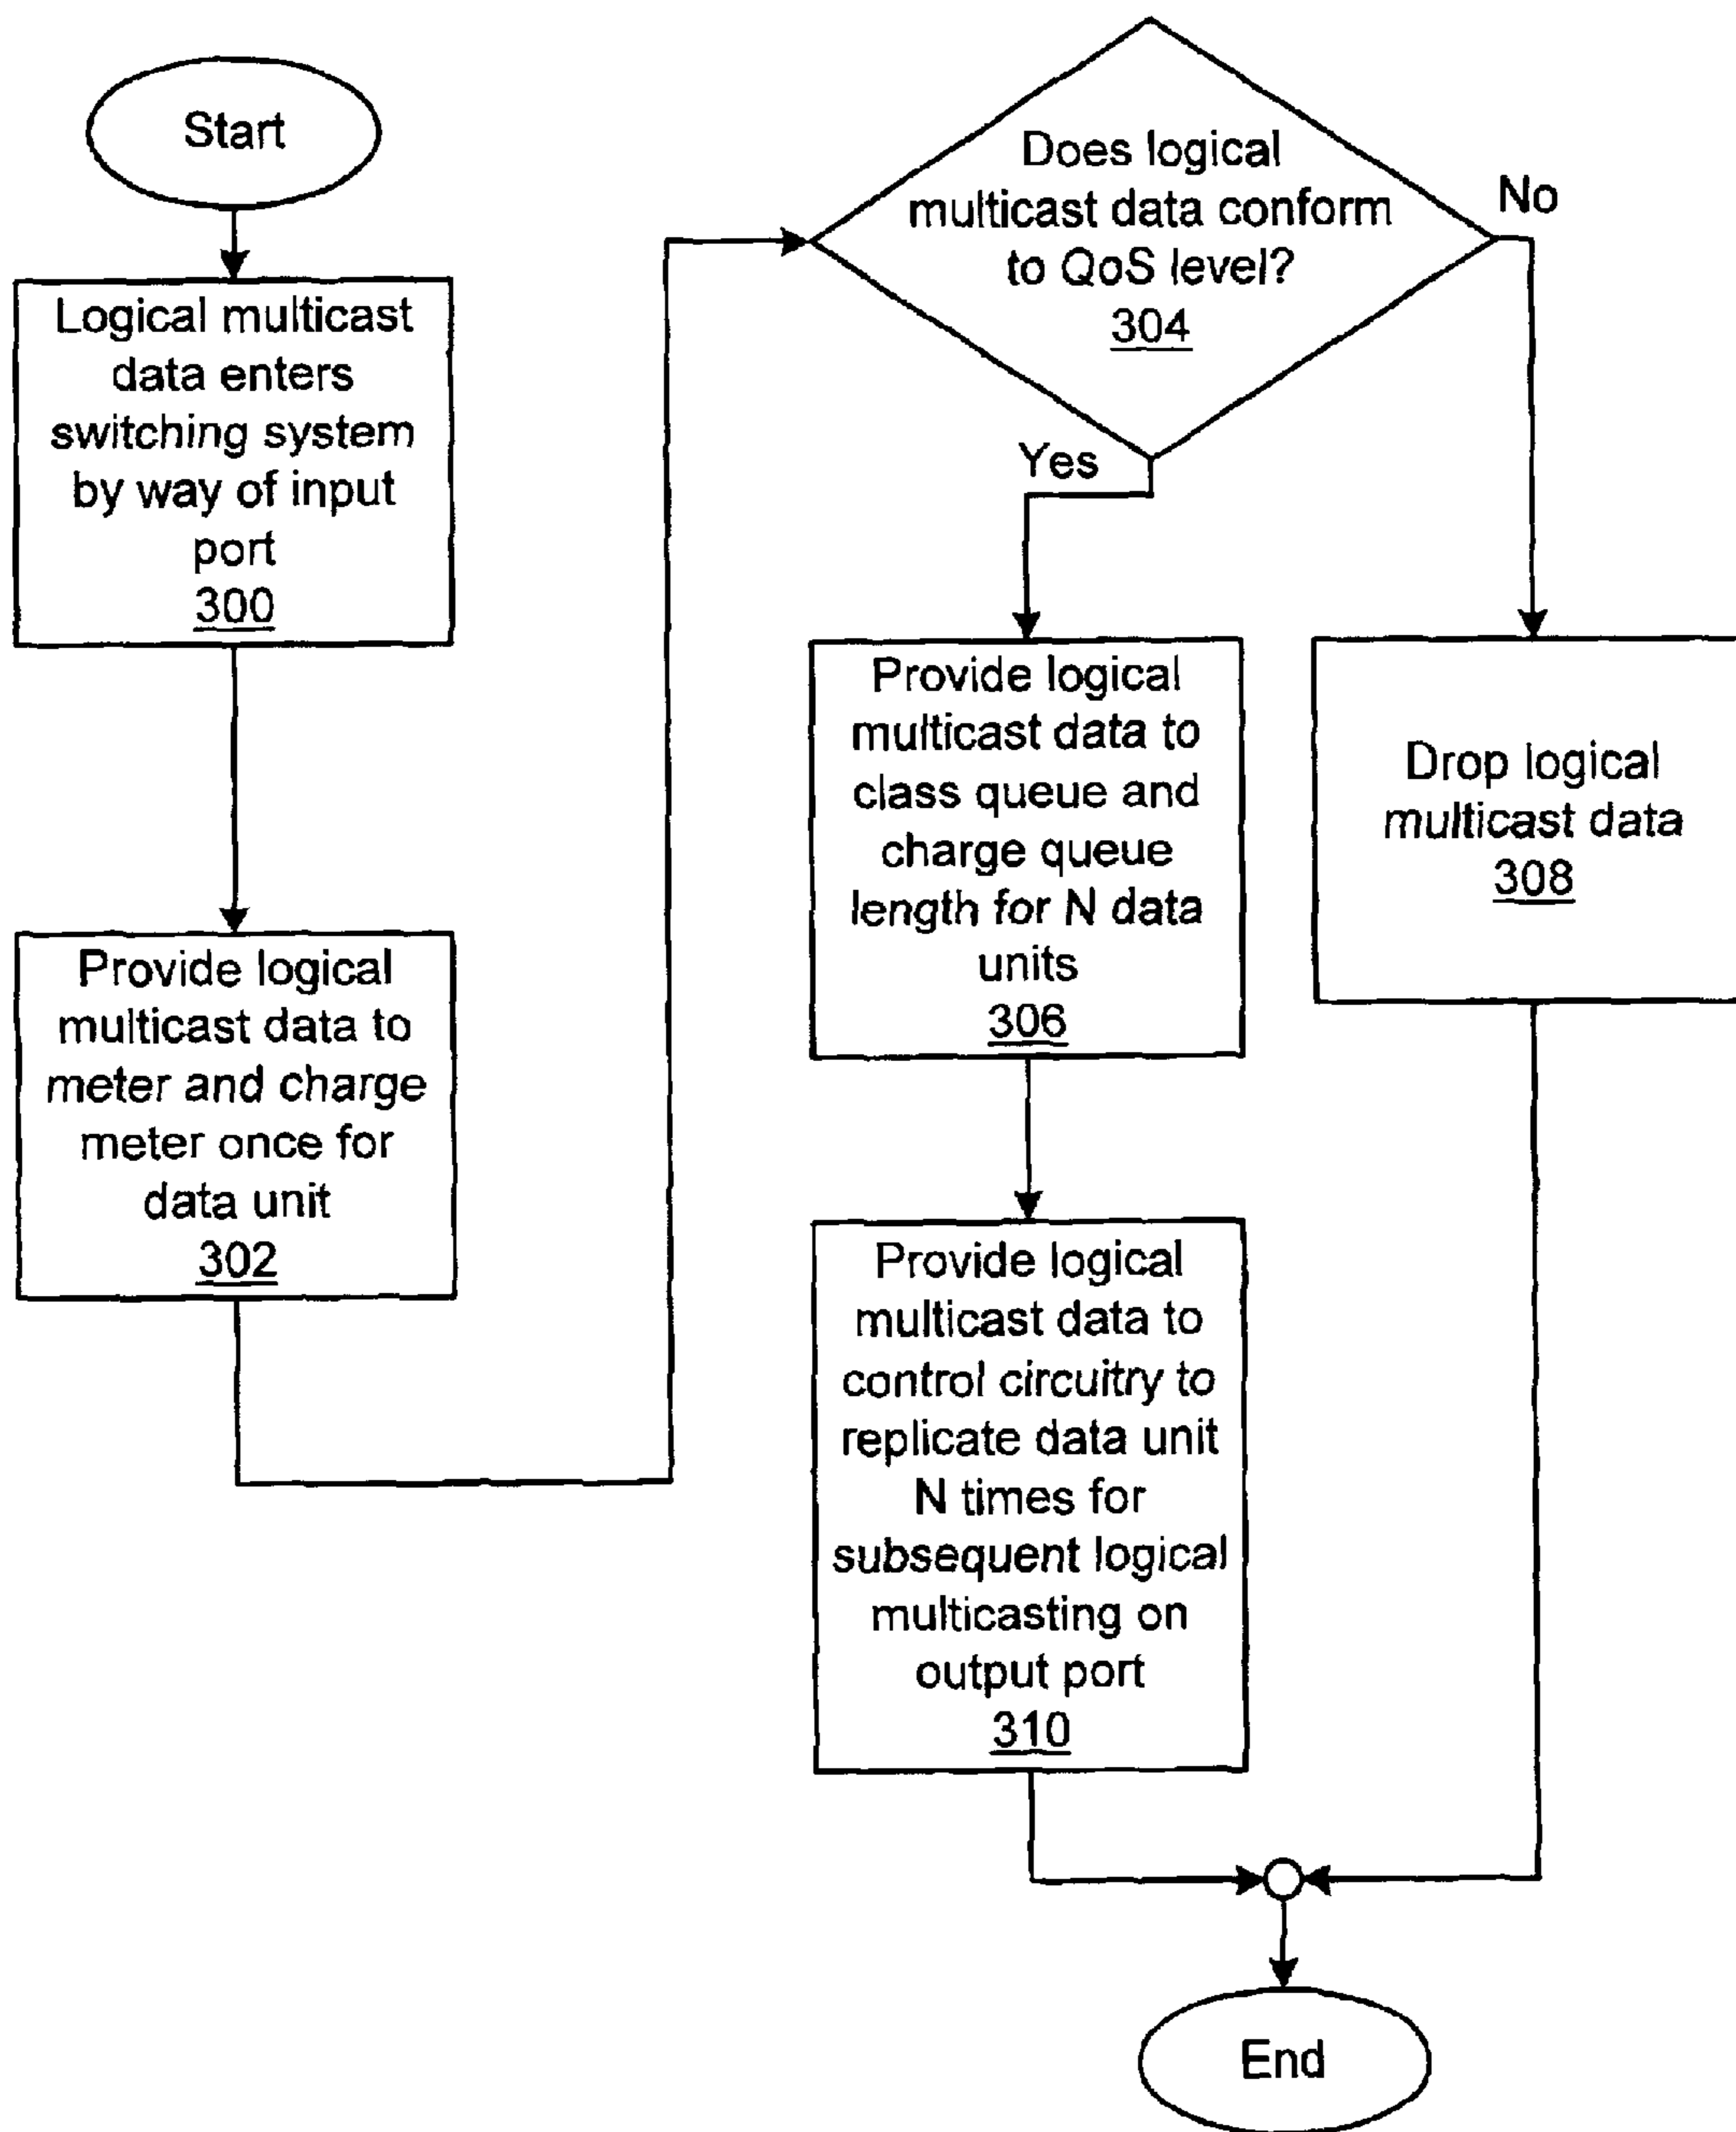 Start
Logical multicast
data enters
switching system
by way of input
port
300
Provide logical
multicast data to
meter and charge
meter once for
data unit
302
Does logical
multicast data conform
to QoS level?
304
No
Yes
Provide logical
multicast data to
class queue and
charge queue
length for N data
units
306
Drop logical
multicast data
308
Provide logical
multicast data to
control circuitry to
replicate data unit
N times for
subsequent logical
multicasting on
output port
310
End